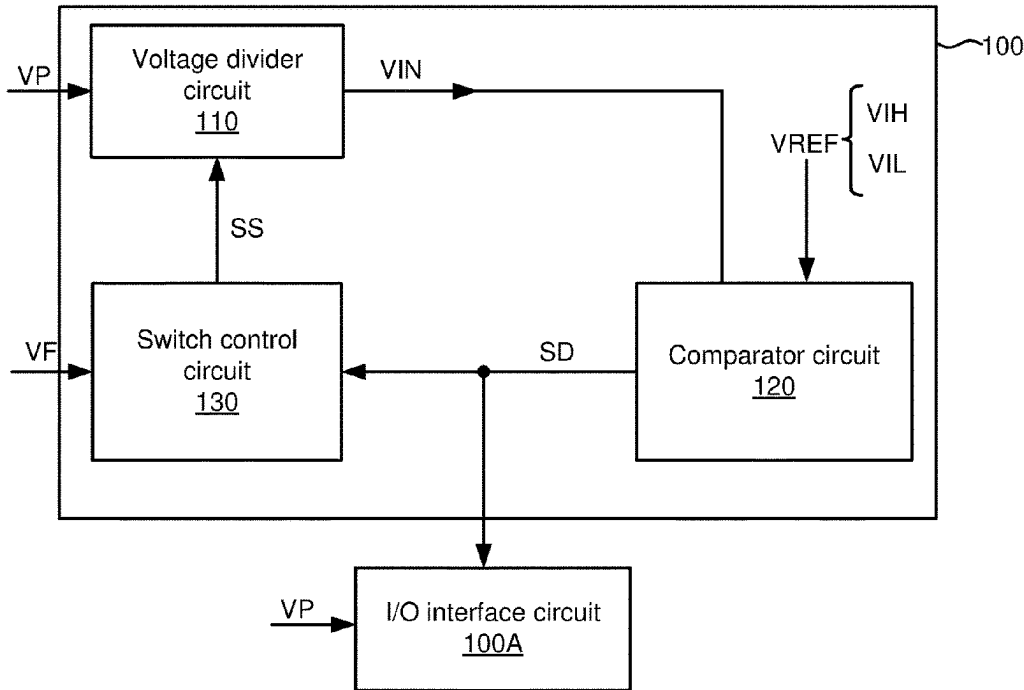 100
VP
Voltage divider
circuit
110
VIN
VREF
VIH
VIL
SS
VF
Switch control
circuit
130
SD
Comparator circuit
120
VP
I/O interface circuit
100A